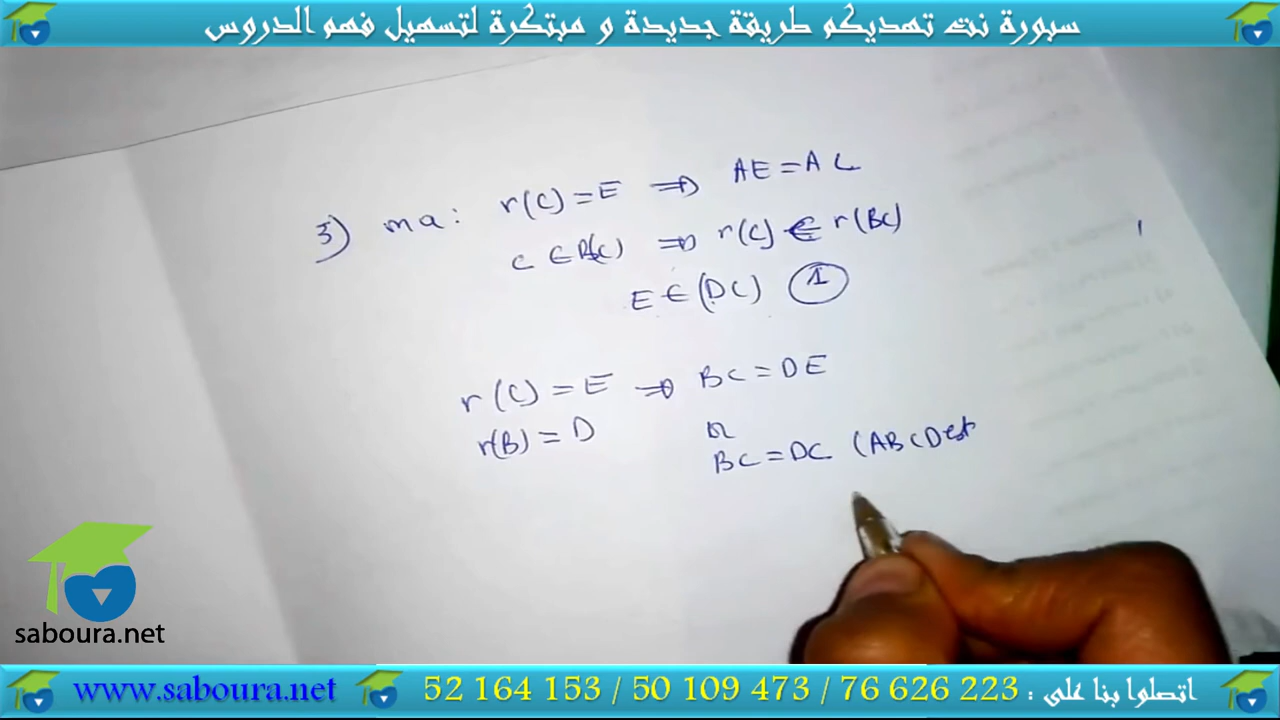 سبورة نت تهديكم طريقة جديدة و مبتكرة لتسهيل فهم الدروس
3) ma: r(C) = E ⇒ AE = AC
C ∈ (BC) ⇒ r(C) ∈ r(BC)
E ∈ (DC) ①
r(C) = E ⇒ BC = DE
r(B) = D
or
BC = DC (ABCD est
saboura.net
www.saboura.net اتصلوا بنا على : 52 164 153 / 50 109 473 / 76 626 223